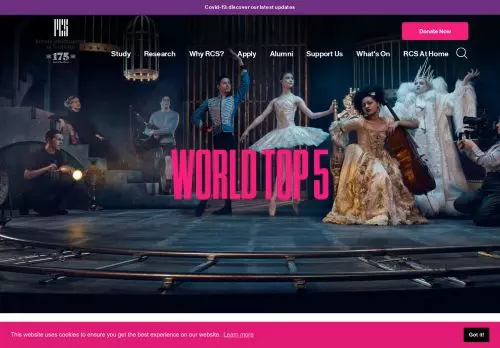 Covid-19: discover our latest updates
RCS
175
Donate Now
Study Research Why RCS? Apply Alumni Support Us What's On RCS At Home
WORLD TOP 5
This website uses cookies to ensure you get the best experience on our website. Learn more
Got it!